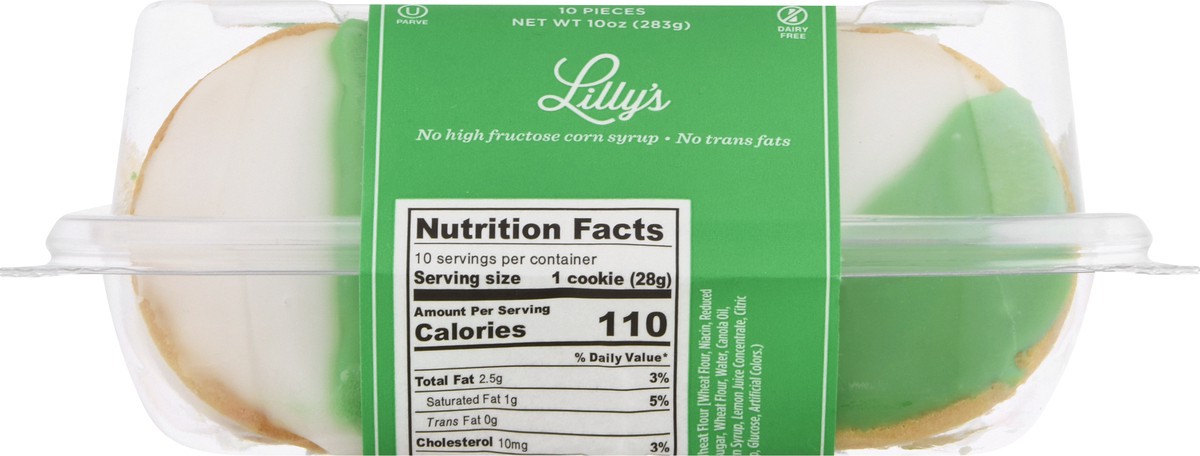 U
PARVE
10 PIECES
NET WT 10oz (283g)
DAIRY
FREE
Lilly's
No high fructose corn syrup • No trans fats
Nutrition Facts
10 servings per container
Serving size 1 cookie (28g)
Amount Per Serving
Calories 110
% Daily Value*
Total Fat 2.5g 3%
Saturated Fat 1g 5%
Trans Fat 0g
Cholesterol 10mg 3%
Flour [Wheat Flour, Niacin, Reduced
Wheat Flour, Water, Canola Oil,
Syrup, Lemon Juice Concentrate, Citric
Glucose, Artificial Colors.)